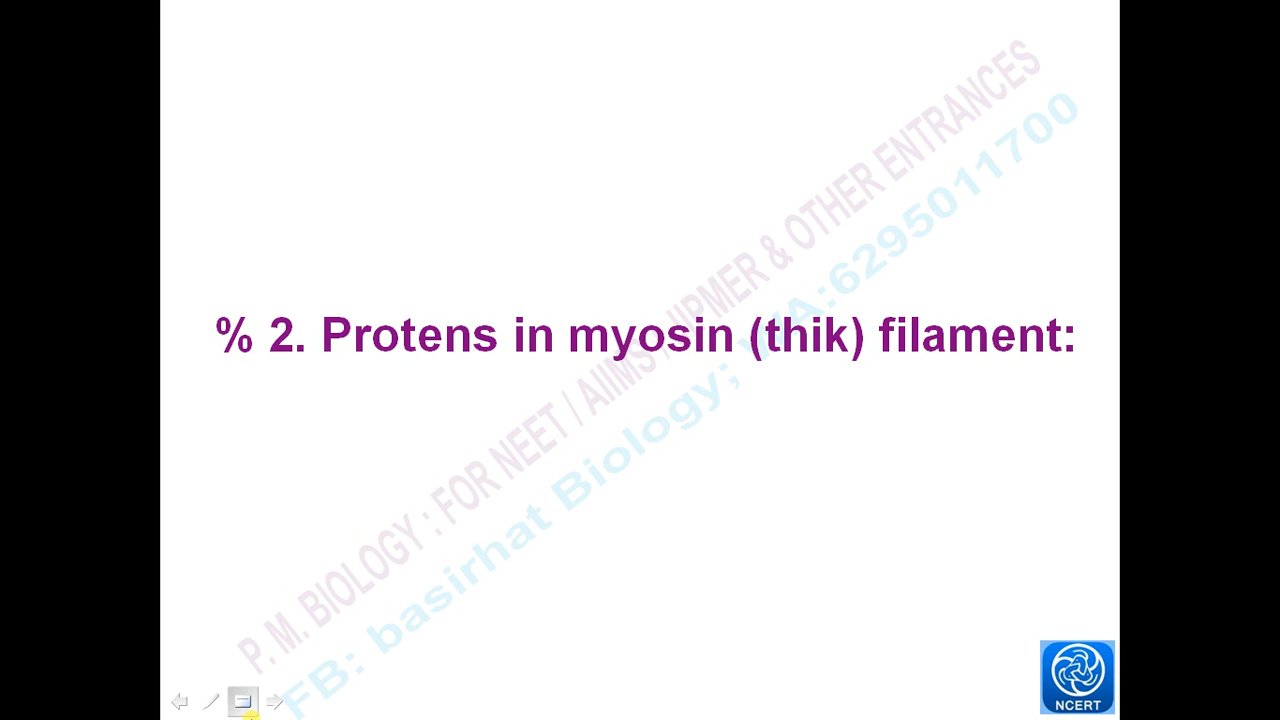 P. M. BIOLOGY : FOR NEET / AIIMS / JIPMER & OTHER ENTRANCES
FB: basirhat Biology; WA:6295011700
% 2. Protens in myosin (thik) filament:
NCERT